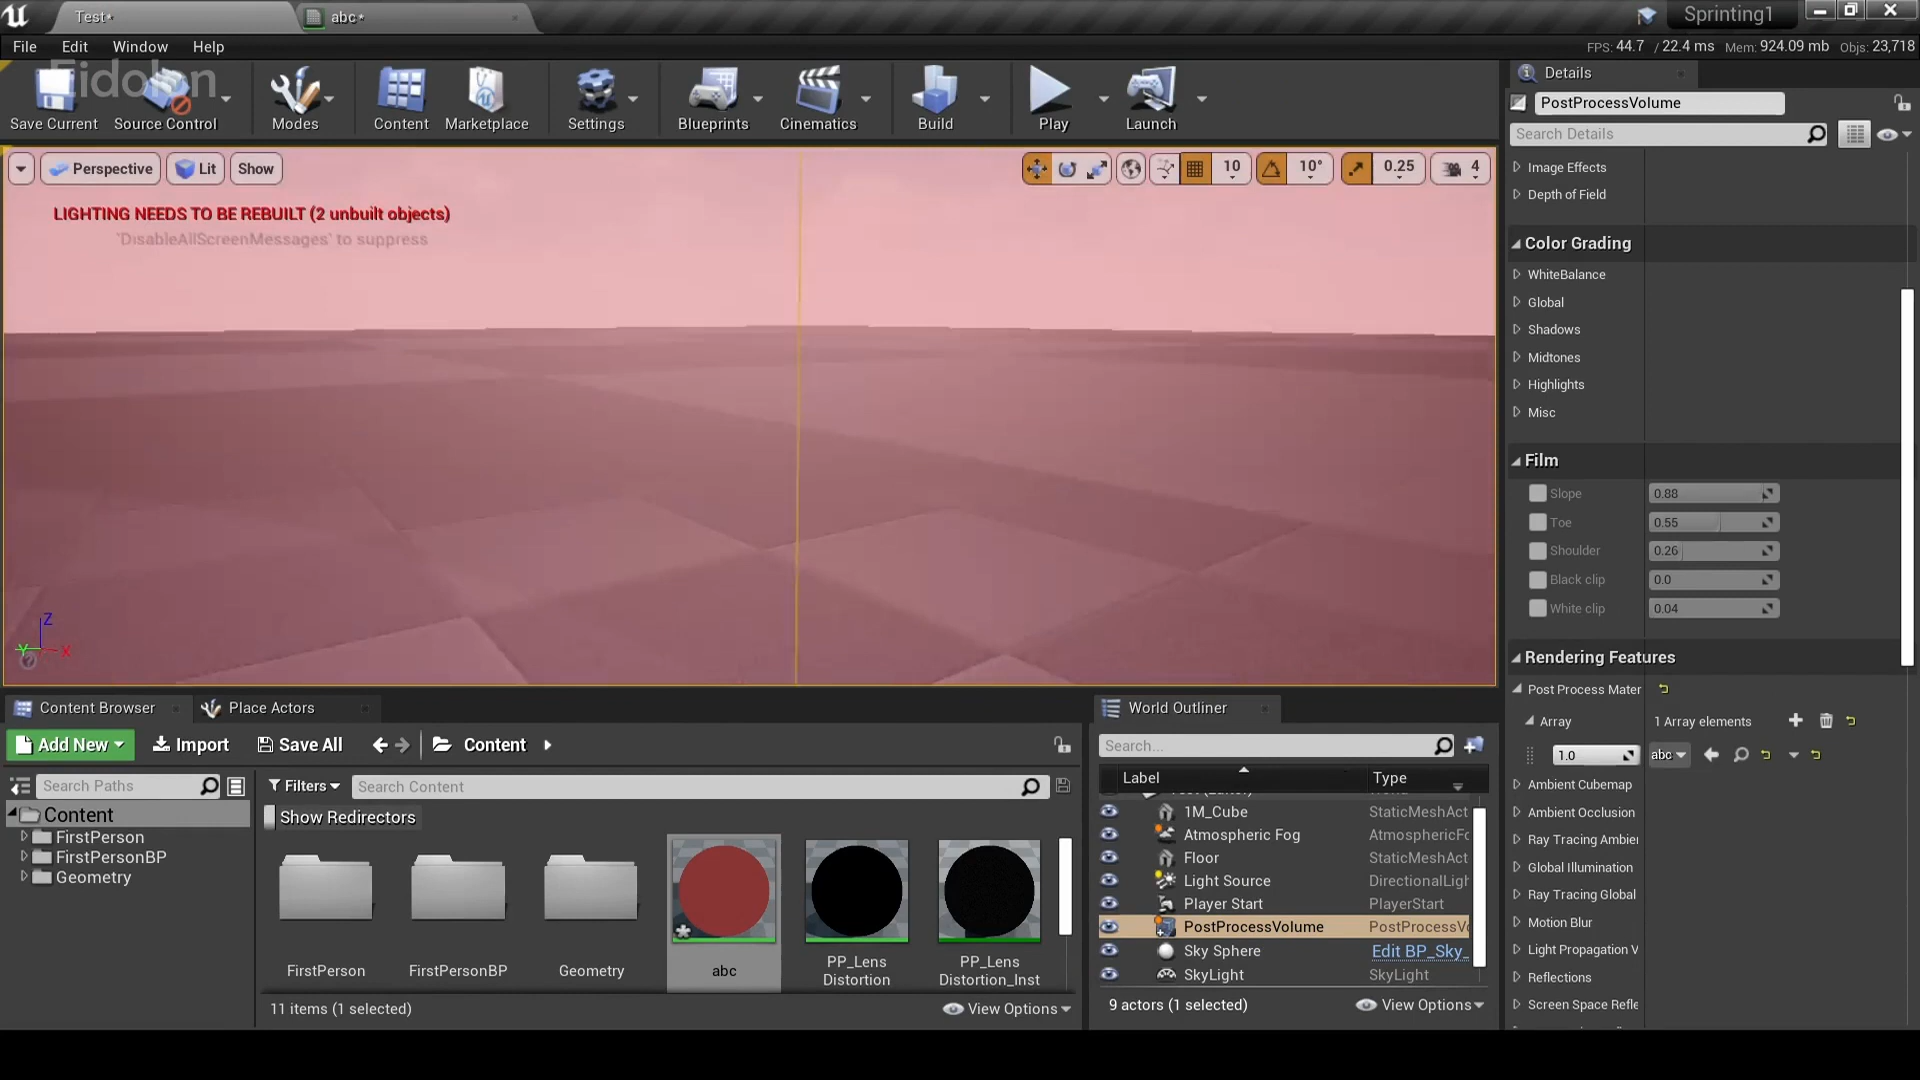 Test*
abc*
Sprinting1
File
Edit
Window
Help
FPS: 44.7 / 22.4 ms Mem: 924.09 mb Objs: 23,718
Eidolon
Save Current
Source Control
Modes
Content
Marketplace
Settings
Blueprints
Cinematics
Build
Play
Launch
Perspective
Lit
Show
10
10°
0.25
4
LIGHTING NEEDS TO BE REBUILT (2 unbuilt objects)
'DisableAllScreenMessages' to suppress
Z
Y
X
Details
PostProcessVolume
Search Details
Image Effects
Depth of Field
Color Grading
WhiteBalance
Global
Shadows
Midtones
Highlights
Misc
Film
Slope 0.88
Toe 0.55
Shoulder 0.26
Black clip 0.0
White clip 0.04
Rendering Features
Post Process Mater
Array 1 Array elements
1.0 abc
Ambient Cubemap
Ambient Occlusion
Ray Tracing Ambie
Global Illumination
Ray Tracing Global
Motion Blur
Light Propagation V
Reflections
Screen Space Refle
Content Browser
Place Actors
Add New
Import
Save All
Content
Search Paths
Content
FirstPerson
FirstPersonBP
Geometry
Filters
Search Content
Show Redirectors
FirstPerson
FirstPersonBP
Geometry
abc
PP_Lens
Distortion
PP_Lens
Distortion_Inst
11 items (1 selected)
View Options
World Outliner
Search...
Label Type
1M_Cube StaticMeshAct
Atmospheric Fog AtmosphericFo
Floor StaticMeshAct
Light Source DirectionalLigh
Player Start PlayerStart
PostProcessVolume PostProcessVo
Sky Sphere Edit BP_Sky_
SkyLight SkyLight
9 actors (1 selected)
View Options